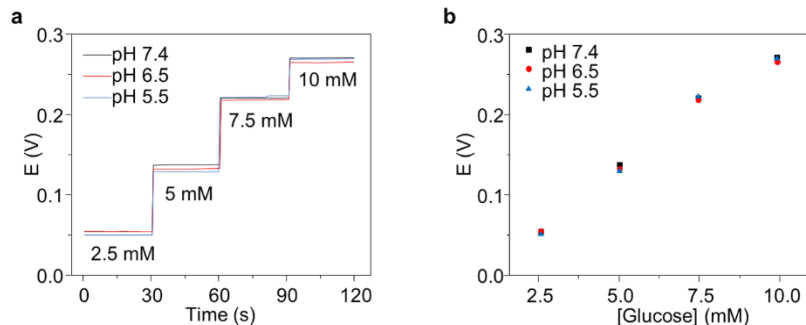 a
0.3
0.2
0.1
0.0
E (V)
pH 7.4
pH 6.5
pH 5.5
2.5 mM
5 mM
7.5 mM
10 mM
0
30
60
90
120
Time (s)
b
0.3
0.2
0.1
0.0
E (V)
pH 7.4
pH 6.5
pH 5.5
2.5
5.0
7.5
10.0
[Glucose] (mM)